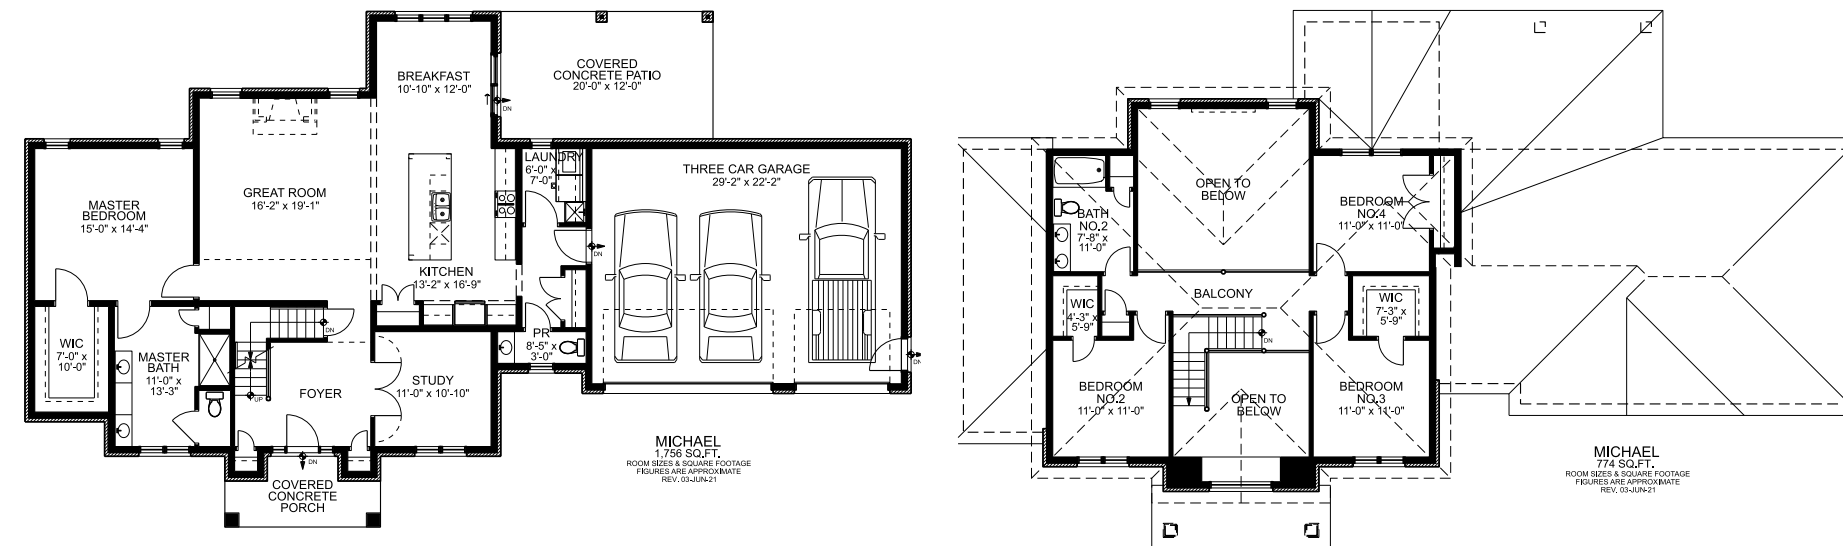 BREAKFAST
10'-10" x 12'-0"
COVERED
CONCRETE PATIO
20'-0" x 12'-0"
DN
LAUNDRY
6'-0" x
7'-0"
THREE CAR GARAGE
29'-2" x 22'-2"
GREAT ROOM
16'-2" x 19'-1"
MASTER
BEDROOM
15'-0" x 14'-4"
DN
KITCHEN
13'-2" x 16'-9"
DN
PR
8'-5" x
3'-0"
WIC
7'-0" x
10'-0"
MASTER
BATH
11'-0" x
13'-3"
UP
FOYER
STUDY
11'-0" x 10'-10"
DN
DN
COVERED
CONCRETE
PORCH
MICHAEL
1,756 SQ.FT.
ROOM SIZES & SQUARE FOOTAGE
FIGURES ARE APPROXIMATE
REV. 03-JUN-21
OPEN TO
BELOW
BATH
NO.2
7'-8" x
11'-0"
BEDROOM
NO.4
11'-0" x 11'-0"
BALCONY
WIC
4'-3" x
5'-9"
WIC
7'-3" x
5'-9"
DN
BEDROOM
NO.2
11'-0" x 11'-0"
OPEN TO
BELOW
BEDROOM
NO.3
11'-0" x 11'-0"
MICHAEL
774 SQ.FT.
ROOM SIZES & SQUARE FOOTAGE
FIGURES ARE APPROXIMATE
REV. 03-JUN-21